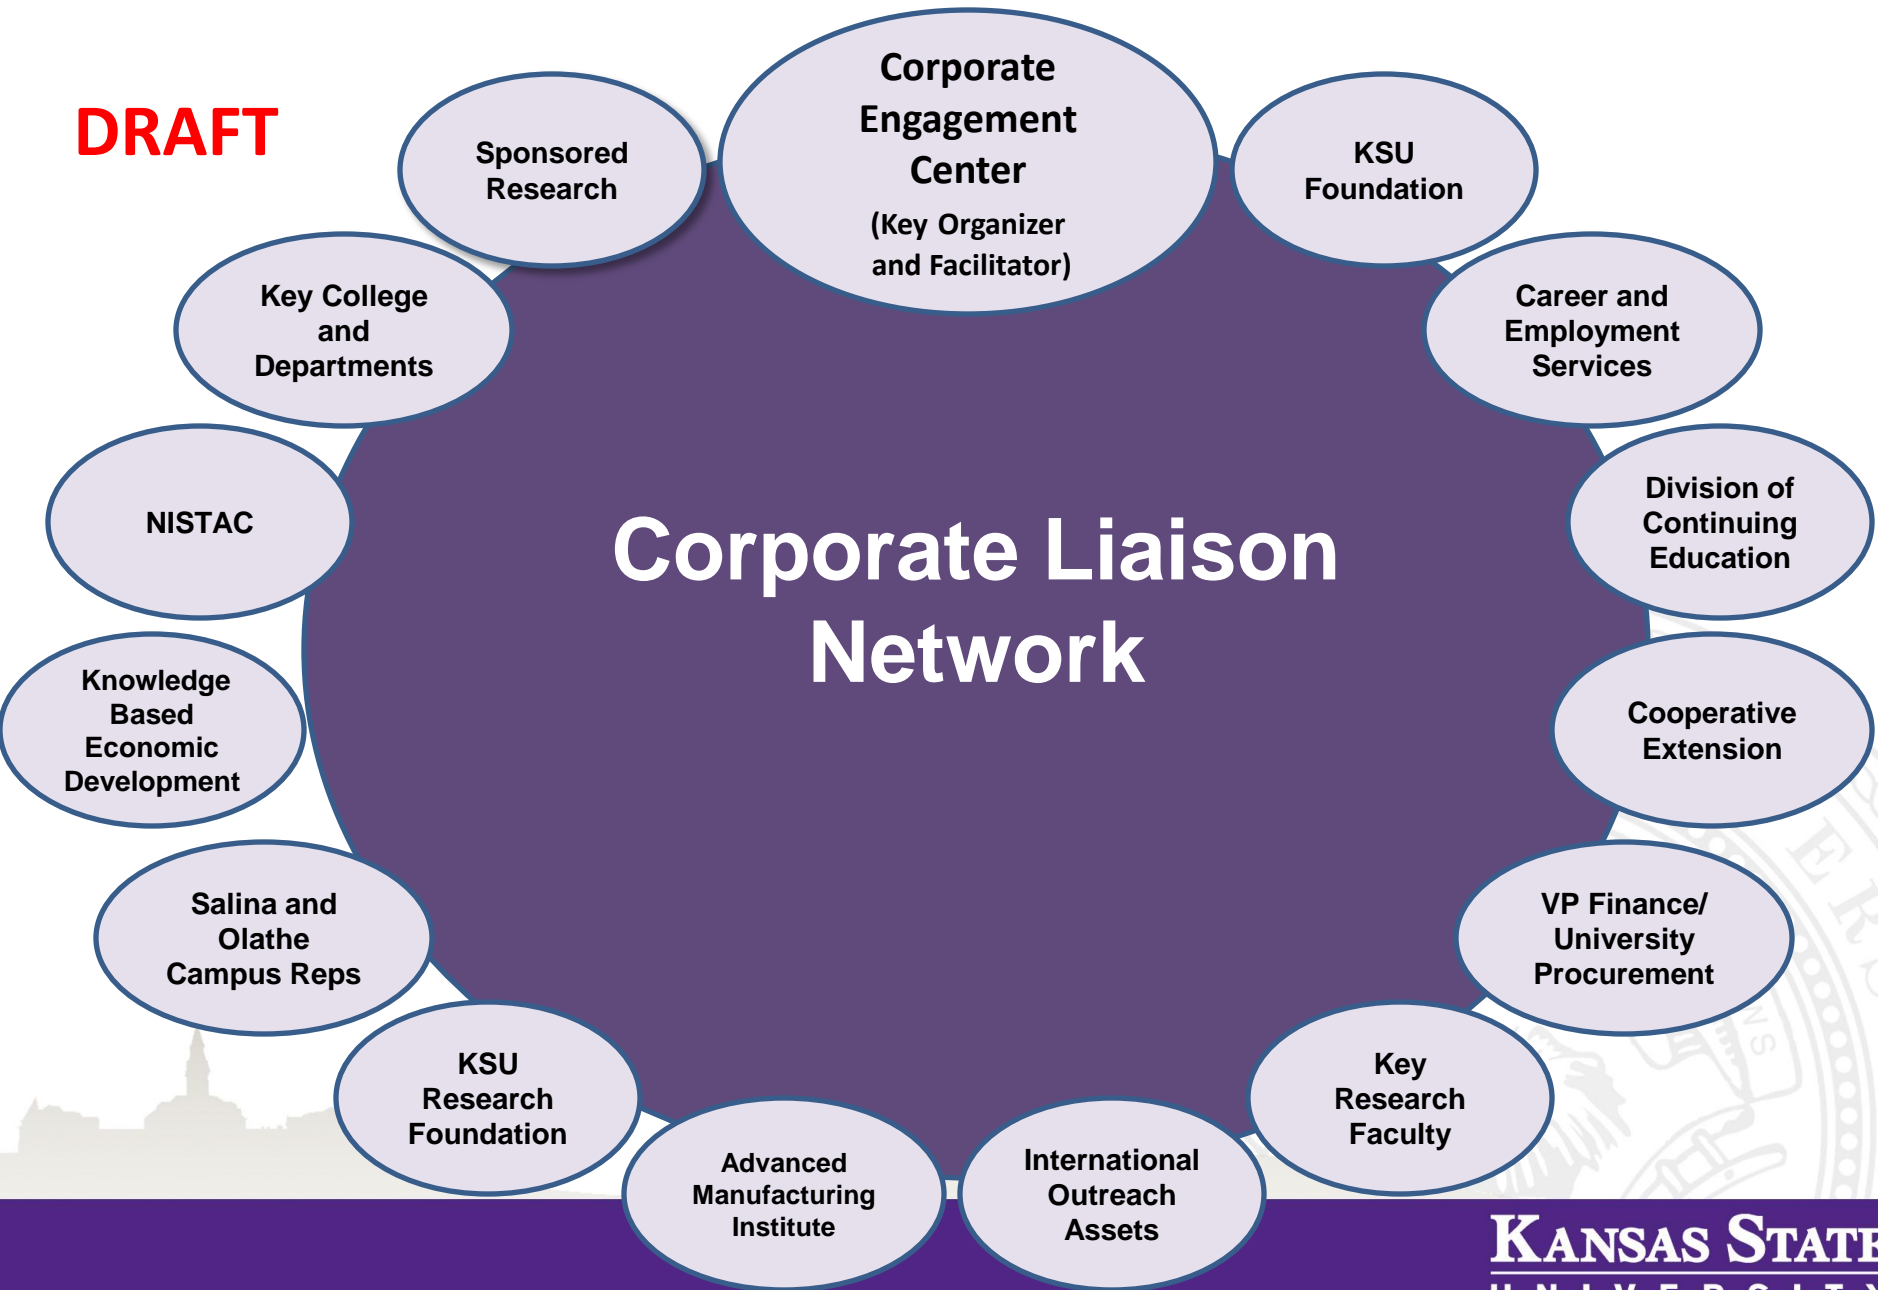 DRAFT
Corporate
Engagement
Center
(Key Organizer
and Facilitator)
KSU
Foundation
Career and
Employment
Services
Division of
Continuing
Education
Cooperative
Extension
VP Finance/
University
Procurement
Key
Research
Faculty
International
Outreach
Assets
Advanced
Manufacturing
Institute
KSU
Research
Foundation
Salina and
Olathe
Campus Reps
Knowledge
Based
Economic
Development
NISTAC
Key College
and
Departments
Sponsored
Research
Corporate Liaison
Network
KANSAS STATE